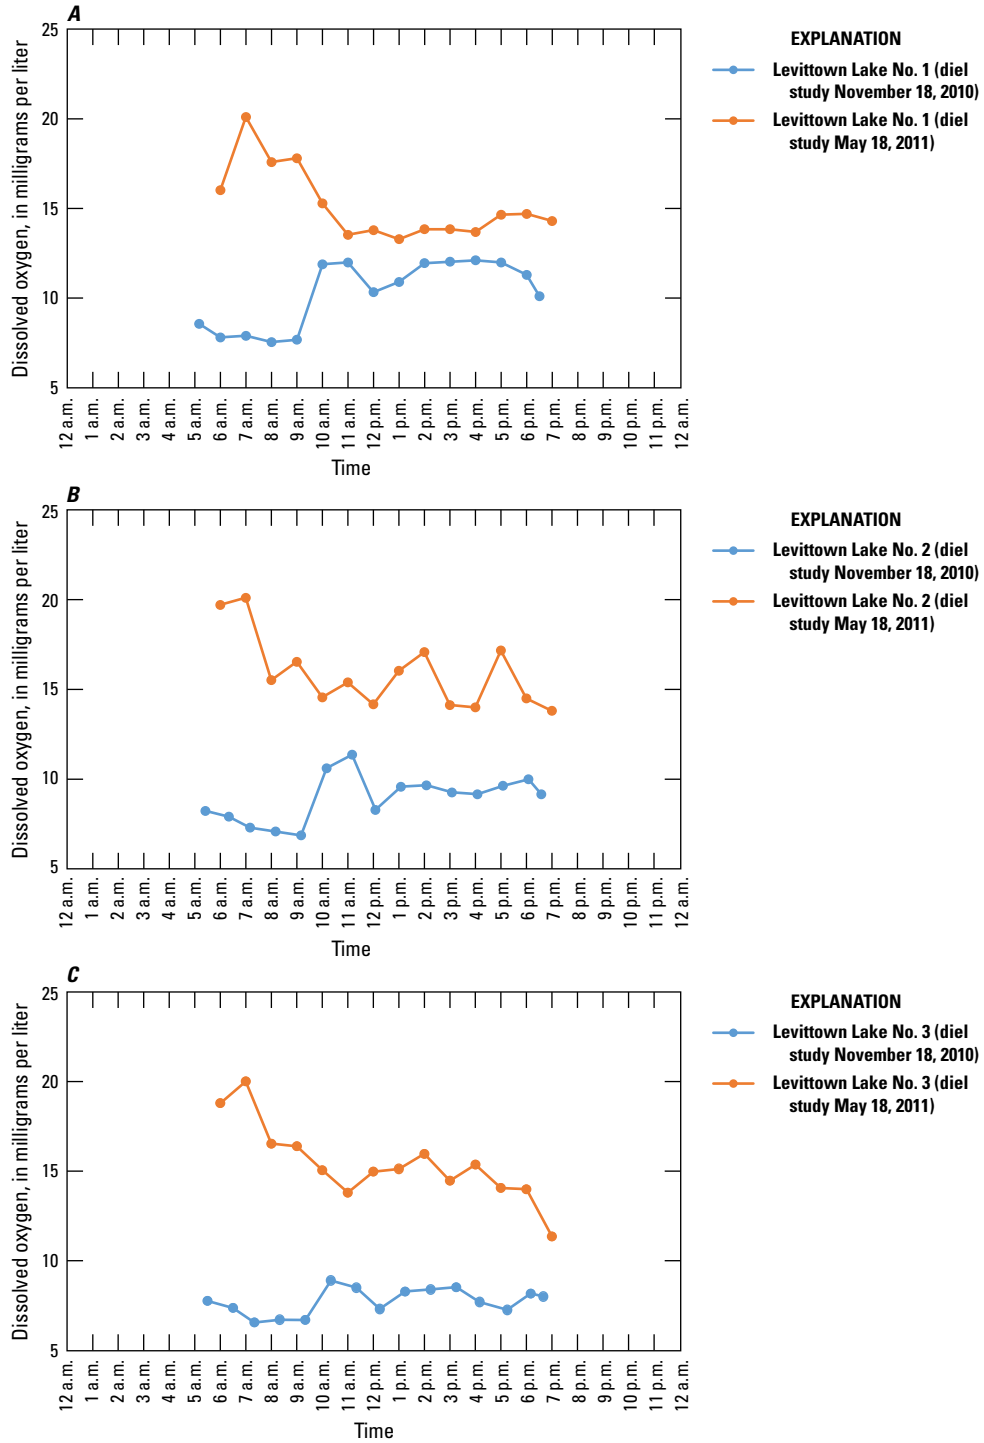 A
25
20
15
10
5
Dissolved oxygen, in milligrams per liter
12 a.m.
1 a.m.
2 a.m.
3 a.m.
4 a.m.
5 a.m.
6 a.m.
7 a.m.
8 a.m.
9 a.m.
10 a.m.
11 a.m.
12 p.m.
1 p.m.
2 p.m.
3 p.m.
4 p.m.
5 p.m.
6 p.m.
7 p.m.
8 p.m.
9 p.m.
10 p.m.
11 p.m.
12 a.m.
Time
EXPLANATION
Levittown Lake No. 1 (diel
study November 18, 2010)
Levittown Lake No. 1 (diel
study May 18, 2011)
B
25
20
15
10
5
Dissolved oxygen, in milligrams per liter
12 a.m.
1 a.m.
2 a.m.
3 a.m.
4 a.m.
5 a.m.
6 a.m.
7 a.m.
8 a.m.
9 a.m.
10 a.m.
11 a.m.
12 p.m.
1 p.m.
2 p.m.
3 p.m.
4 p.m.
5 p.m.
6 p.m.
7 p.m.
8 p.m.
9 p.m.
10 p.m.
11 p.m.
12 a.m.
Time
EXPLANATION
Levittown Lake No. 2 (diel
study November 18, 2010)
Levittown Lake No. 2 (diel
study May 18, 2011)
C
25
20
15
10
5
Dissolved oxygen, in milligrams per liter
12 a.m.
1 a.m.
2 a.m.
3 a.m.
4 a.m.
5 a.m.
6 a.m.
7 a.m.
8 a.m.
9 a.m.
10 a.m.
11 a.m.
12 p.m.
1 p.m.
2 p.m.
3 p.m.
4 p.m.
5 p.m.
6 p.m.
7 p.m.
8 p.m.
9 p.m.
10 p.m.
11 p.m.
12 a.m.
Time
EXPLANATION
Levittown Lake No. 3 (diel
study November 18, 2010)
Levittown Lake No. 3 (diel
study May 18, 2011)